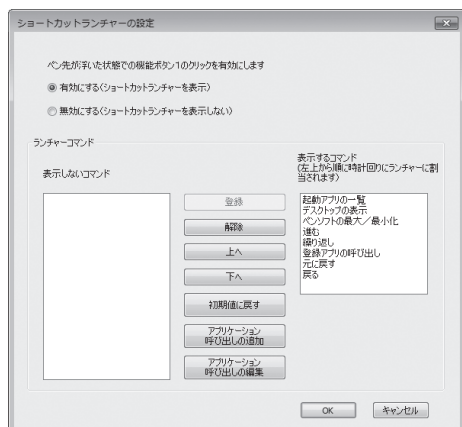 ショートカットランチャーの設定
ペン先が浮いた状態での機能ボタン1のクリックを有効にします
有効にする(ショートカットランチャーを表示)
無効にする(ショートカットランチャーを表示しない)
ランチャーコマンド
表示しないコマンド
表示するコマンド
(左上から順に時計回りにランチャーに割
当されます)
登録
解除
上へ
下へ
初期値に戻す
アプリケーション
呼び出しの追加
アプリケーション
呼び出しの編集
起動アプリの一覧
デスクトップの表示
ペンソフトの最大/最小化
進む
繰り返し
登録アプリの呼び出し
元に戻す
戻る
OK
キャンセル